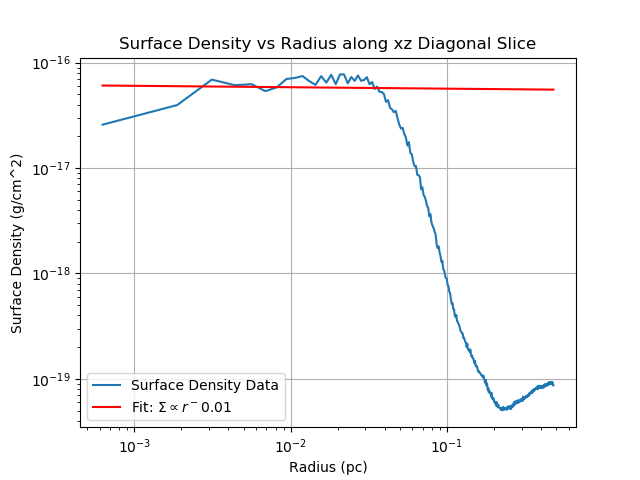 Surface Density vs Radius along xz Diagonal Slice
Surface Density (g/cm^2)
10⁻¹⁶
10⁻¹⁷
10⁻¹⁸
10⁻¹⁹
Surface Density Data
Fit: Σ ∝ r⁻0.01
10⁻³
10⁻²
10⁻¹
Radius (pc)